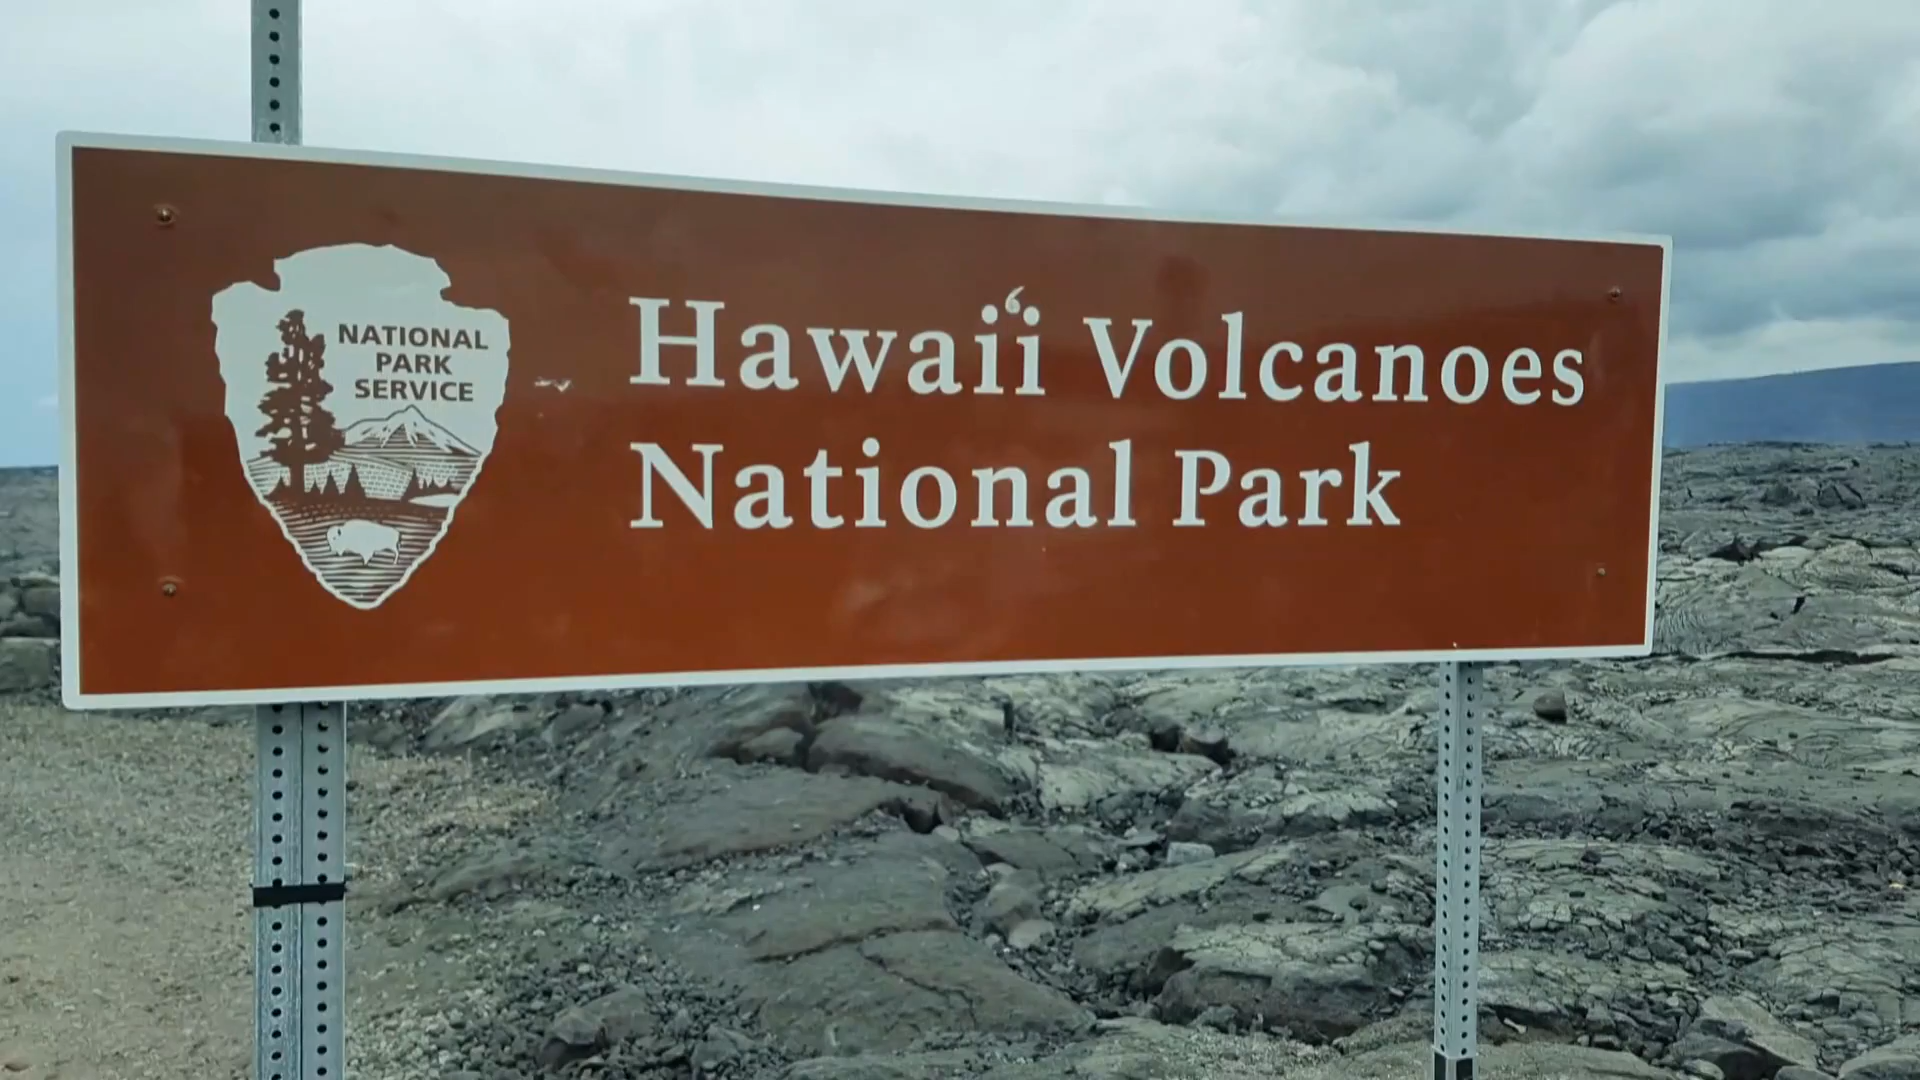 NATIONAL
PARK
SERVICE
Hawaiʻi Volcanoes
National Park